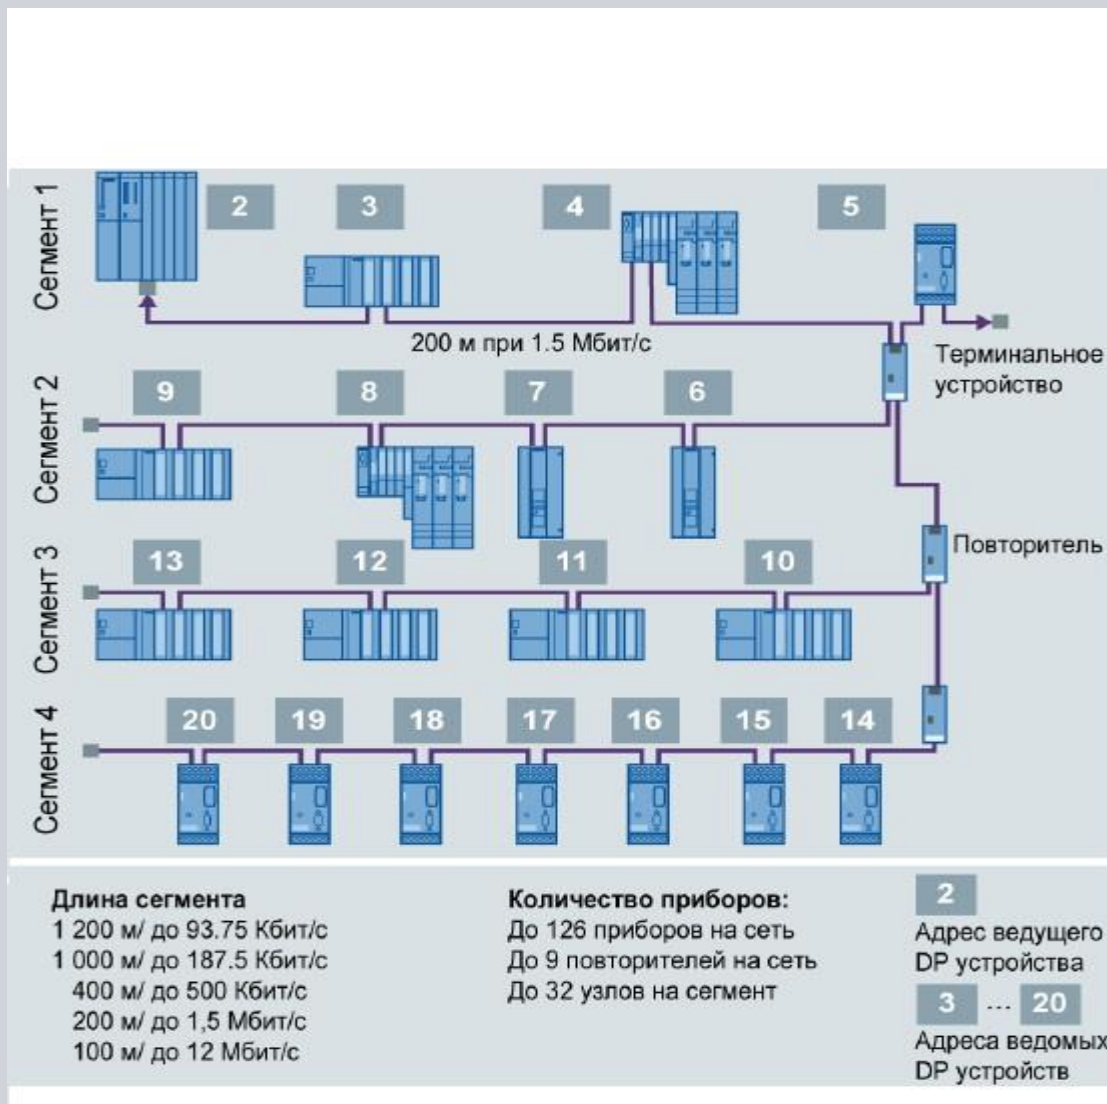 Сегмент 1
2
3
4
5
200 м при 1.5 Мбит/с
Терминальное
устройство
Сегмент 2
9
8
7
6
Повторитель
Сегмент 3
13
12
11
10
Сегмент 4
20
19
18
17
16
15
14
Длина сегмента
1 200 м/ до 93.75 Кбит/с
1 000 м/ до 187.5 Кбит/с
400 м/ до 500 Кбит/с
200 м/ до 1,5 Мбит/с
100 м/ до 12 Мбит/с
Количество приборов:
До 126 приборов на сеть
До 9 повторителей на сеть
До 32 узлов на сегмент
2
Адрес ведущего
DP устройства
3 ... 20
Адреса ведомых
DP устройств